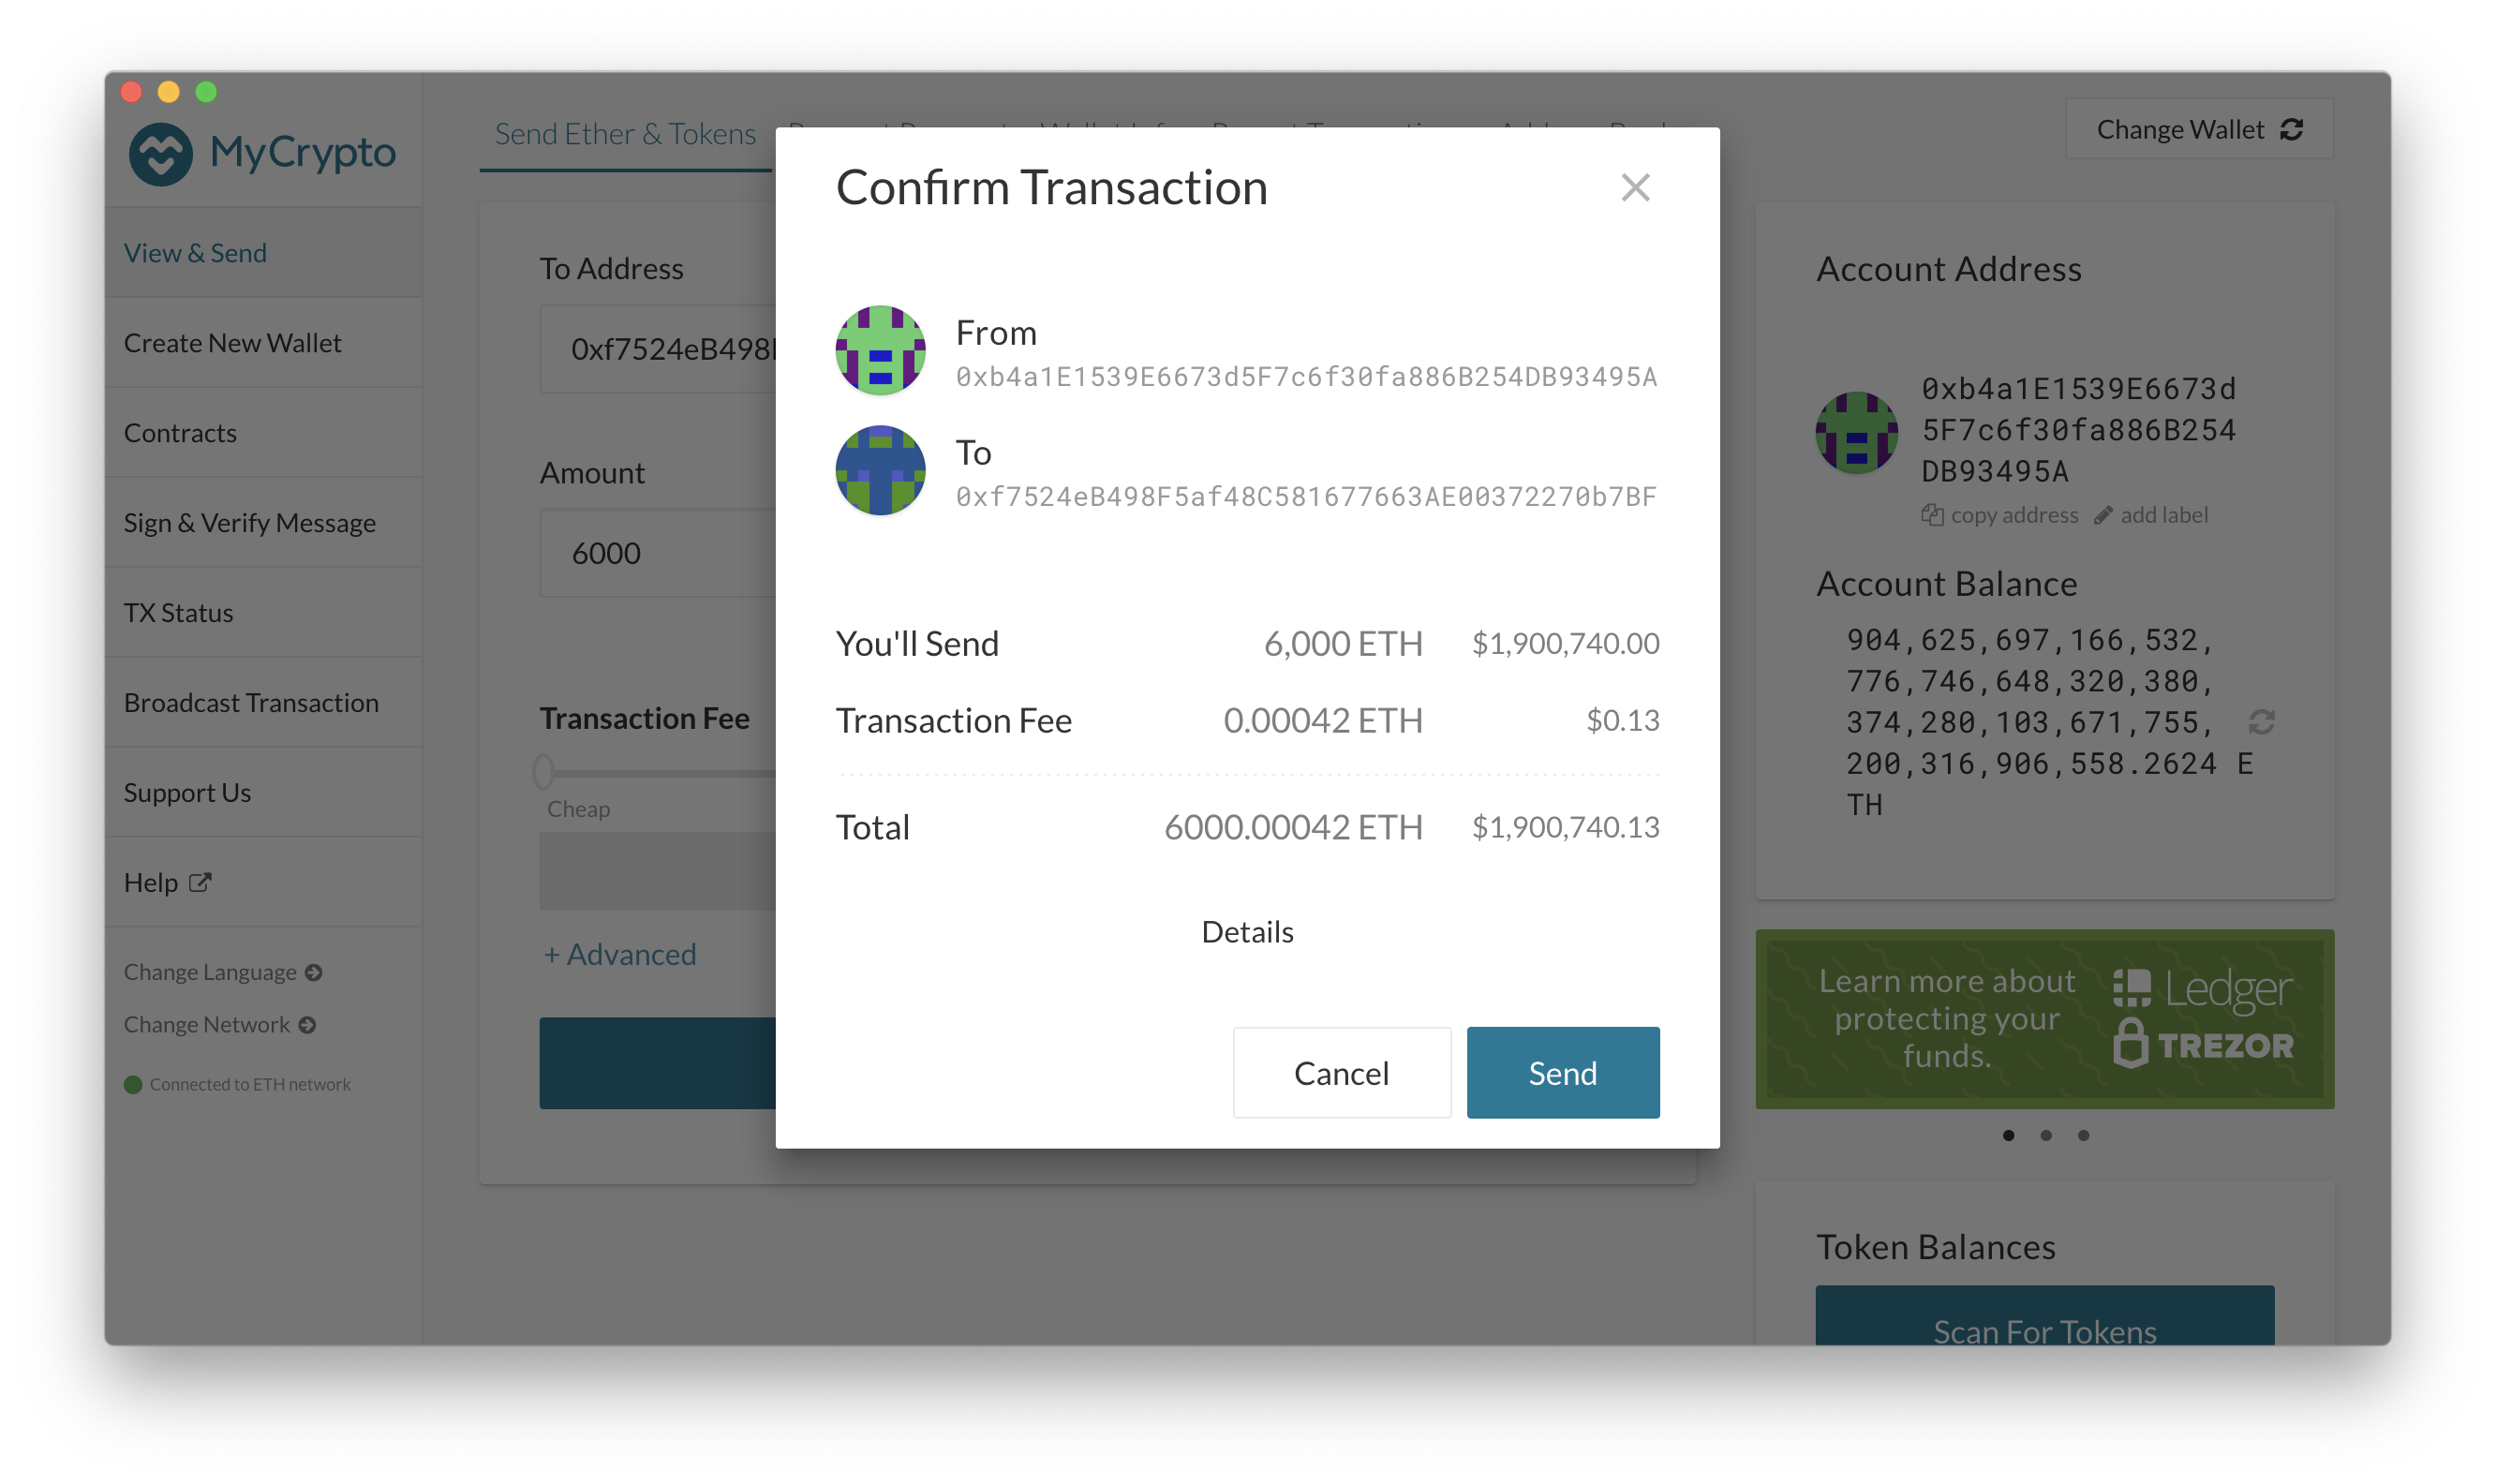 MyCrypto
View & Send
Create New Wallet
Contracts
Sign & Verify Message
TX Status
Broadcast Transaction
Support Us
Help
Change Language
Change Network
Connected to ETH network
Send Ether & Tokens
Change Wallet
To Address
0xf7524eB498
Amount
6000
Transaction Fee
Cheap
+ Advanced
Confirm Transaction
From
0xb4a1E1539E6673d5F7c6f30fa886B254DB93495A
To
0xf7524eB498F5af48C581677663AE00372270b7BF
You'll Send 6,000 ETH $1,900,740.00
Transaction Fee 0.00042 ETH $0.13
Total 6000.00042 ETH $1,900,740.13
Details
Cancel
Send
Account Address
0xb4a1E1539E6673d
5F7c6f30fa886B254
DB93495A
copy address add label
Account Balance
904,625,697,166,532,
776,746,648,320,380,
374,280,103,671,755,
200,316,906,558.2624 E
TH
Learn more about
protecting your
funds.
Ledger
TREZOR
Token Balances
Scan For Tokens